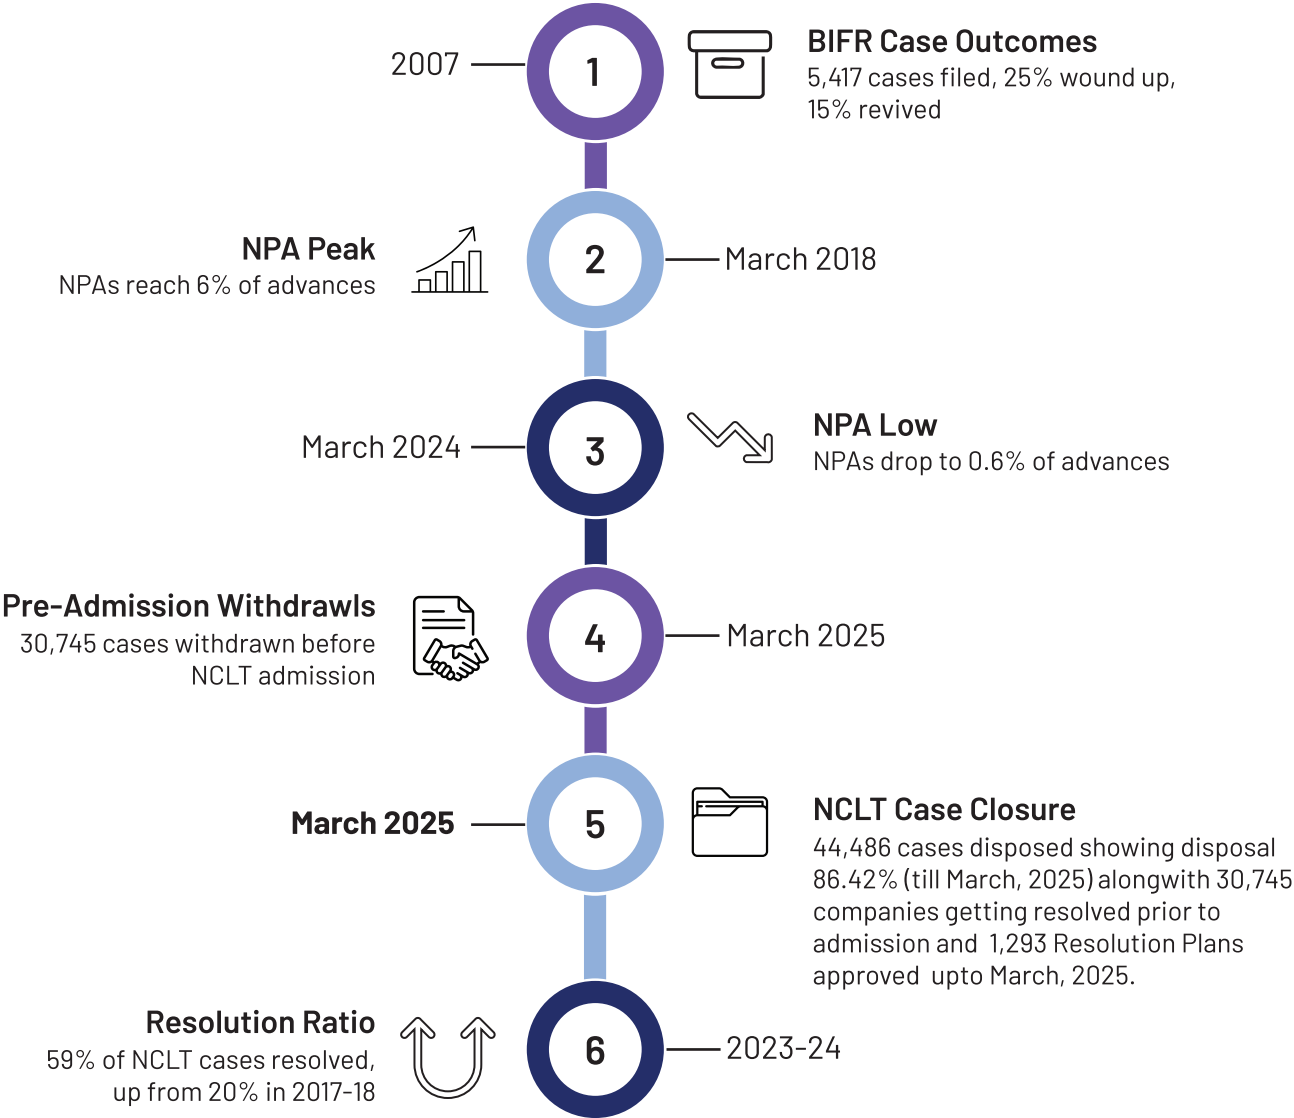 2007
1
BIFR Case Outcomes
5,417 cases filed, 25% wound up,
15% revived
NPA Peak
NPAs reach 6% of advances
2
March 2018
March 2024
3
NPA Low
NPAs drop to 0.6% of advances
Pre-Admission Withdrawls
30,745 cases withdrawn before
NCLT admission
4
March 2025
March 2025
5
NCLT Case Closure
44,486 cases disposed showing disposal
86.42% (till March, 2025) alongwith 30,745
companies getting resolved prior to
admission and 1,293 Resolution Plans
approved upto March, 2025.
Resolution Ratio
59% of NCLT cases resolved,
up from 20% in 2017-18
6
2023-24